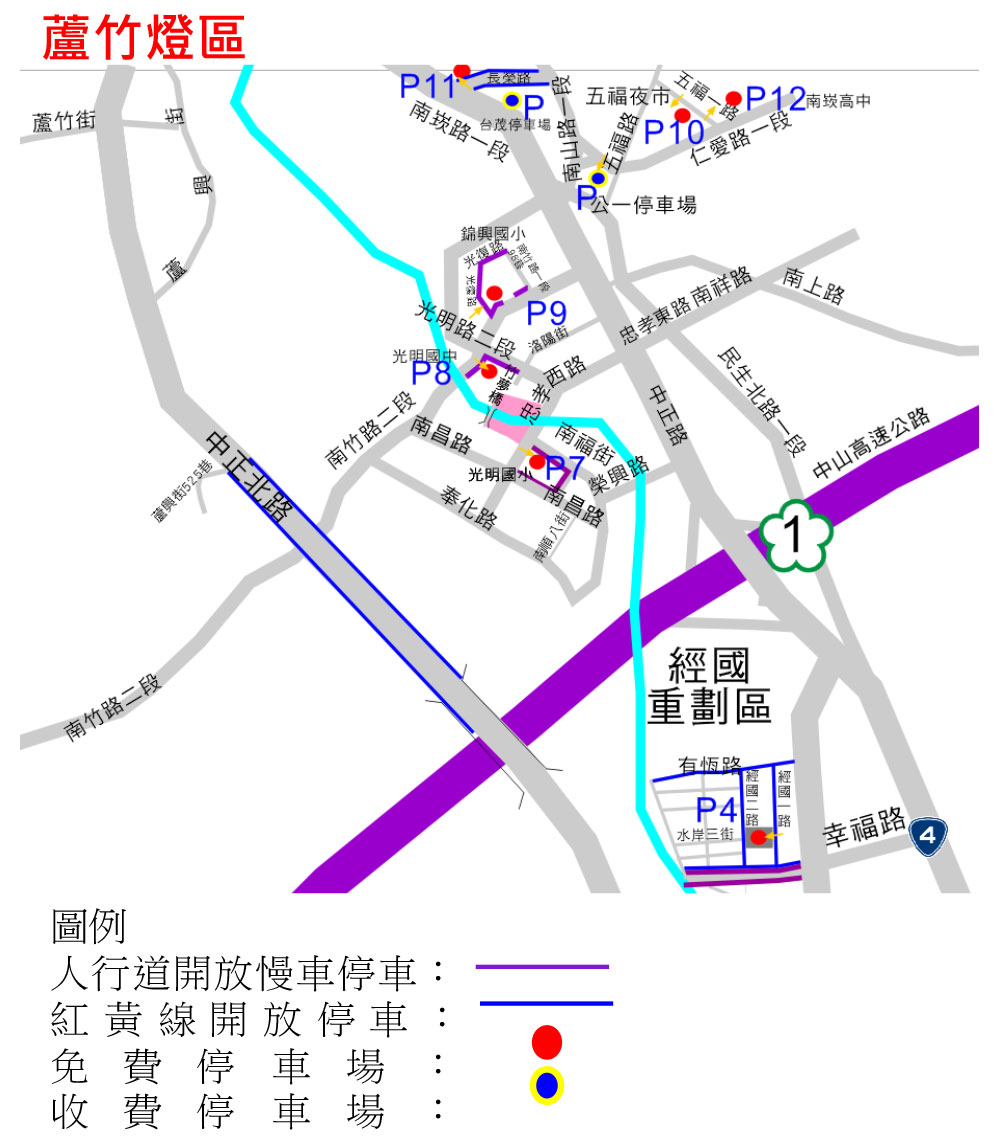 蘆竹燈區
P11
長榮路
P
台茂停車場
南崁路一段
南山路一段
五福夜市
五福一路
P12
南崁高中
P10
五福路
仁愛路一段
P
公一停車場
蘆竹街
蘆興街
錦興國小
光復路
光復路
南竹路一段
P9
光明路二段
洛陽街
忠孝東路
南祥路
南上路
光明國中
P8
竹夢橋
忠孝西路
中正路
民生北路一段
南竹路二段
南昌路
南福街
榮興路
中山高速公路
光明國小
P7
奉化路
南昌路
南順八街
中正北路
蘆興街525巷
1
南竹路二段
經國
重劃區
有恆路
經國二路
經國一路
P4
水岸三街
幸福路
4
圖例
人行道開放慢車停車：
紅黃線開放停車：
免費停車場：
收費停車場：